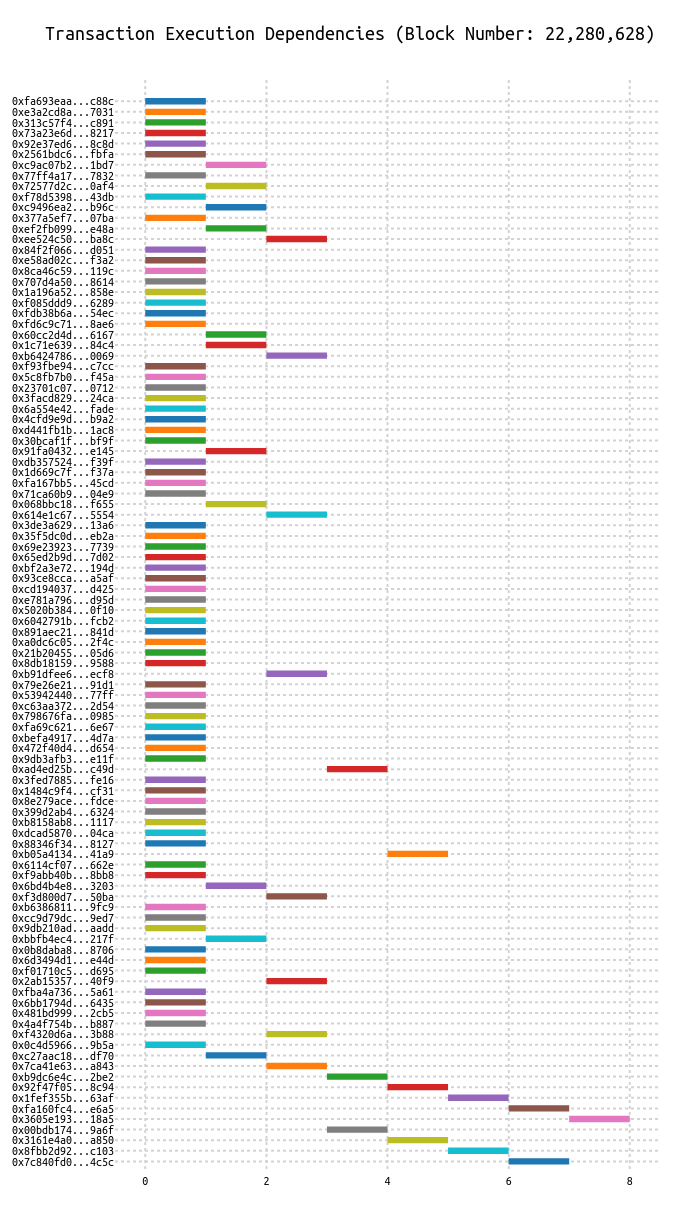 Transaction Execution Dependencies (Block Number: 22,280,628)
0xfa693eaa...c88c
0xe3a2cd8a...7031
0x313c57f4...c891
0x73a23e6d...8217
0x92e37ed6...8c8d
0x2561bdc6...fbfa
0xc9ac07b2...1bd7
0x77ff4a17...7832
0x72577d2c...0af4
0xf78d5398...43db
0xc9496ea2...b96c
0x377a5ef7...07ba
0xef2fb099...e48a
0xee524c50...ba8c
0x84f2f066...d051
0xe58ad02c...f3a2
0x8ca46c59...119c
0x707d4a50...8614
0x1a196a52...858e
0xf085ddd9...6289
0xfdb38b6a...54ec
0xfd6c9c71...8ae6
0x60cc2d4d...6167
0x1c71e639...84c4
0xb6424786...0069
0xf93fbe94...c7cc
0x5c8fb7b0...f45a
0x23701c07...0712
0x3facd829...24ca
0x6a554e42...fade
0x4cfd9e9d...b9a2
0xd441fb1b...1ac8
0x30bcaf1f...bf9f
0x91fa0432...e145
0xdb357524...f39f
0x1d669c7f...f37a
0xfa167bb5...45cd
0x71ca60b9...04e9
0x068bbc18...f655
0x614e1c67...5554
0x3de3a629...13a6
0x35f5dc0d...eb2a
0x69e23923...7739
0x65ed2b9d...7d02
0xbf2a3e72...194d
0x93ce8cca...a5af
0xcd194037...d425
0xe781a796...d95d
0x5020b384...0f10
0x6042791b...fcb2
0x891aec21...841d
0xa0dc6c05...2f4c
0x21b20455...05d6
0x8db18159...9588
0xb91dfee6...ecf8
0x79e26e21...91d1
0x53942440...77ff
0xc63aa372...2d54
0x798676fa...0985
0xfa69c621...6e67
0xbefa4917...4d7a
0x472f40d4...d654
0x9db3afb3...e11f
0xad4ed25b...c49d
0x3fed7885...fe16
0x1484c9f4...cf31
0x8e279ace...fdce
0x399d2ab4...6324
0xb8158ab8...1117
0xdcad5870...04ca
0x88346f34...8127
0xb05a4134...41a9
0x6114cf07...662e
0xf9abb40b...8bb8
0x6bd4b4e8...3203
0xf3d800d7...50ba
0xb6386811...9fc9
0xcc9d79dc...9ed7
0x9db210ad...aadd
0xbbfb4ec4...217f
0x0b8daba8...8706
0x6d3494d1...e44d
0xf01710c5...d695
0x2ab15357...40f9
0xfba4a736...5a61
0x6bb1794d...6435
0x481bd999...2cb5
0x4a4f754b...b887
0xf4320d6a...3b88
0x0c4d5966...9b5a
0xc27aac18...df70
0x7ca41e63...a843
0xb9dc6e4c...2be2
0x92f47f05...8c94
0x1fef355b...63af
0xfa160fc4...e6a5
0x3605e193...18a5
0x00bdb174...9a6f
0x3161e4a0...a850
0x8fbb2d92...c103
0x7c840fd0...4c5c
0 2 4 6 8